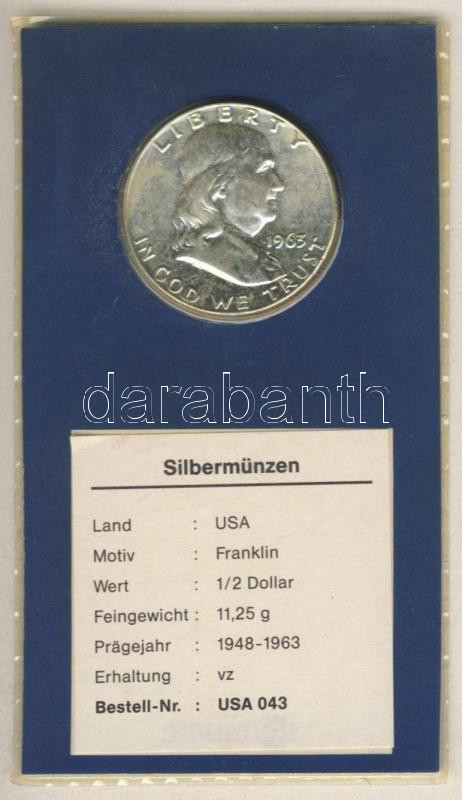 LIBERTY
1963
IN GOD WE TRUST
darabanth
Silbermünzen
Land : USA
Motiv : Franklin
Wert : 1/2 Dollar
Feingewicht : 11,25 g
Prägejahr : 1948-1963
Erhaltung : vz
Bestell-Nr. : USA 043